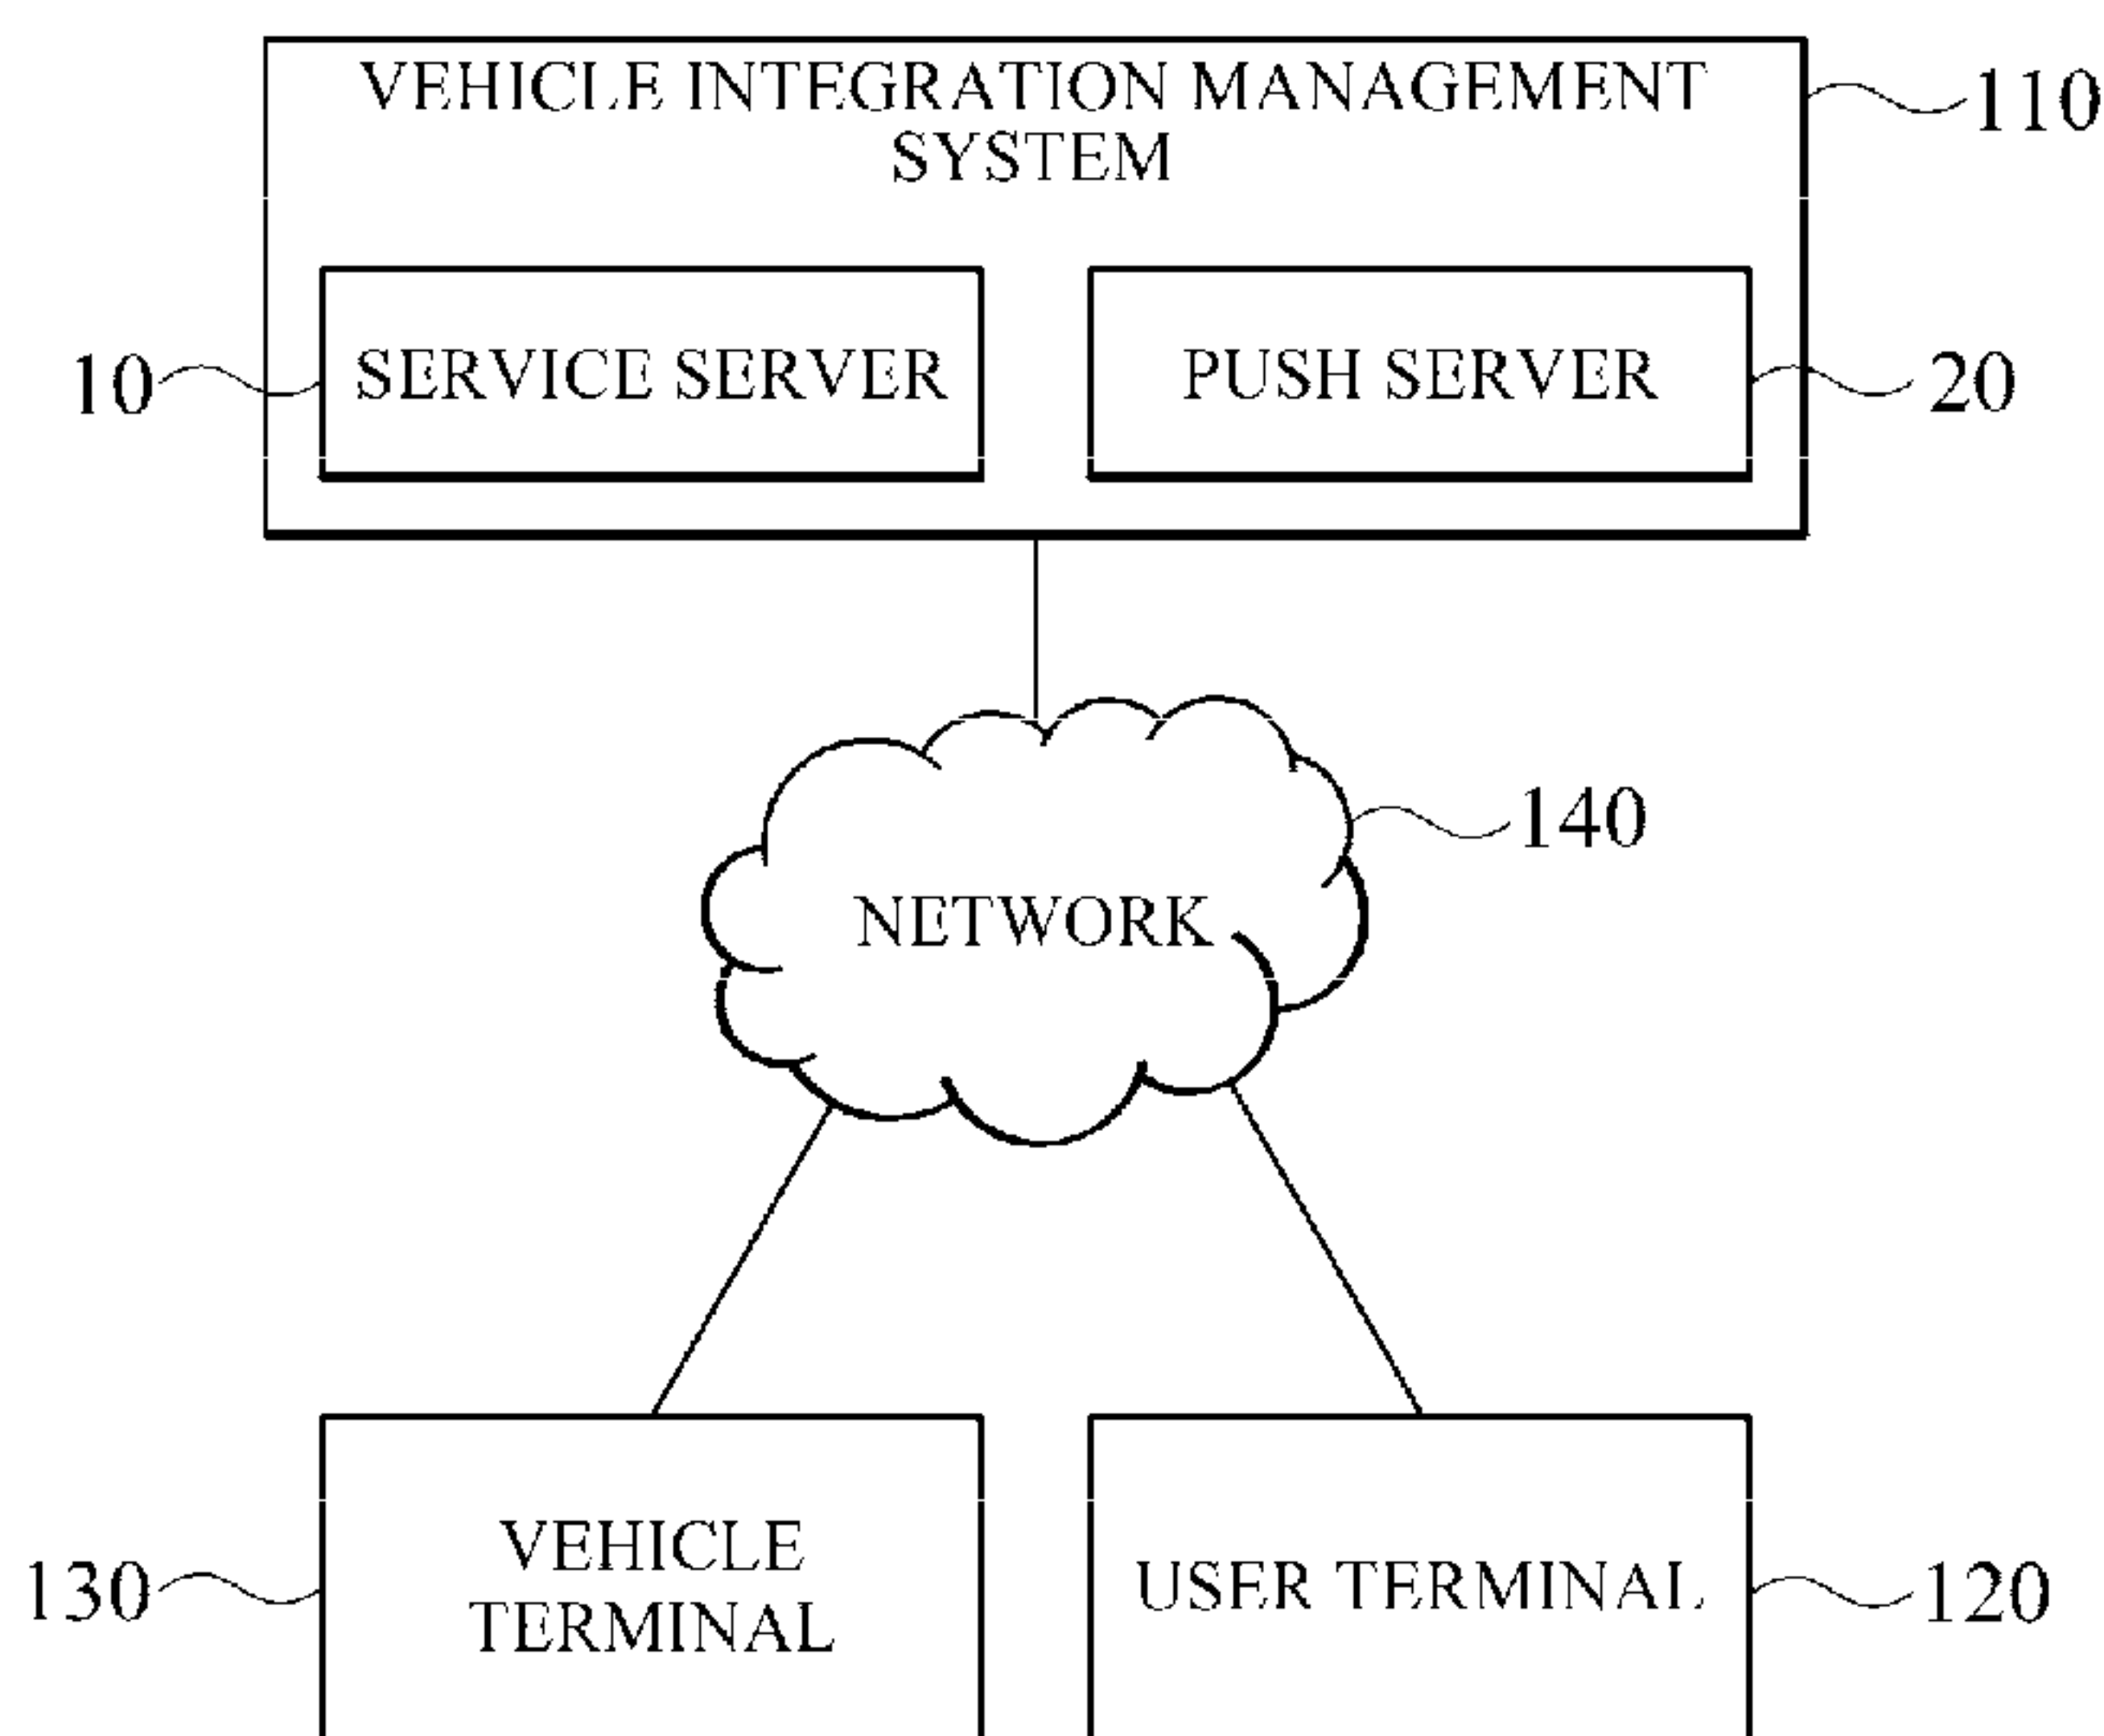 VEHICLE INTEGRATION MANAGEMENT
SYSTEM
110
10
SERVICE SERVER
PUSH SERVER
20
140
NETWORK
130
VEHICLE
TERMINAL
USER TERMINAL
120